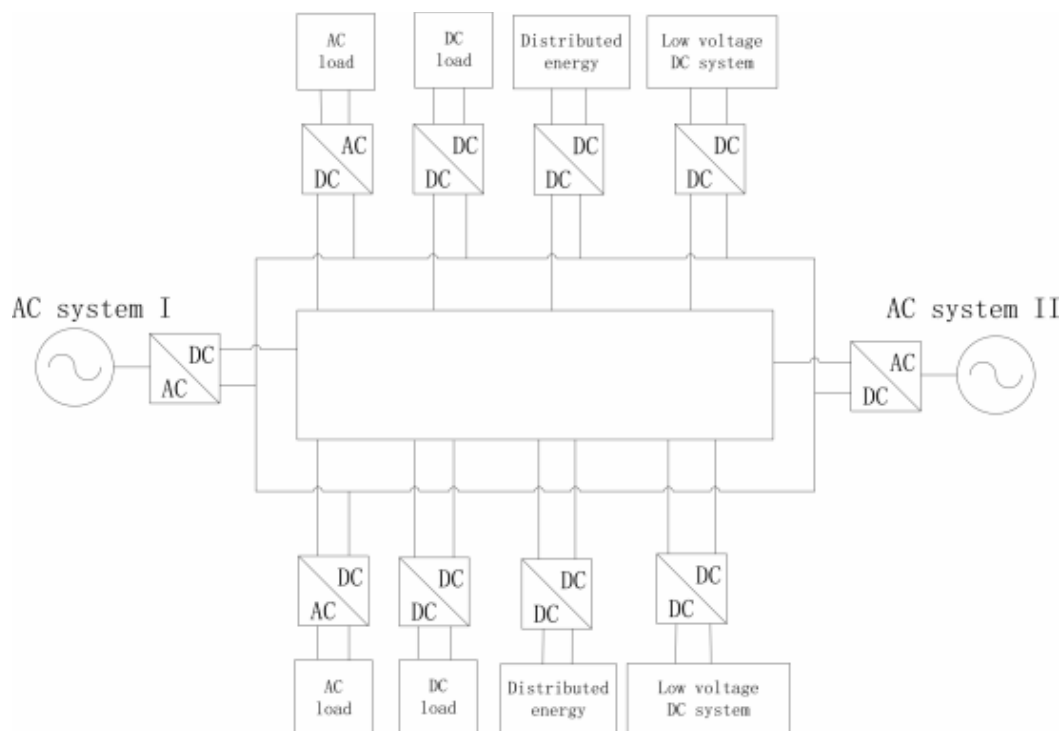 AC
load
DC
load
Distributed
energy
Low voltage
DC system
AC
DC
DC
DC
DC
DC
DC
DC
AC system I
DC
AC
AC system II
AC
DC
DC
AC
DC
DC
DC
DC
DC
DC
AC
load
DC
load
Distributed
energy
Low voltage
DC system